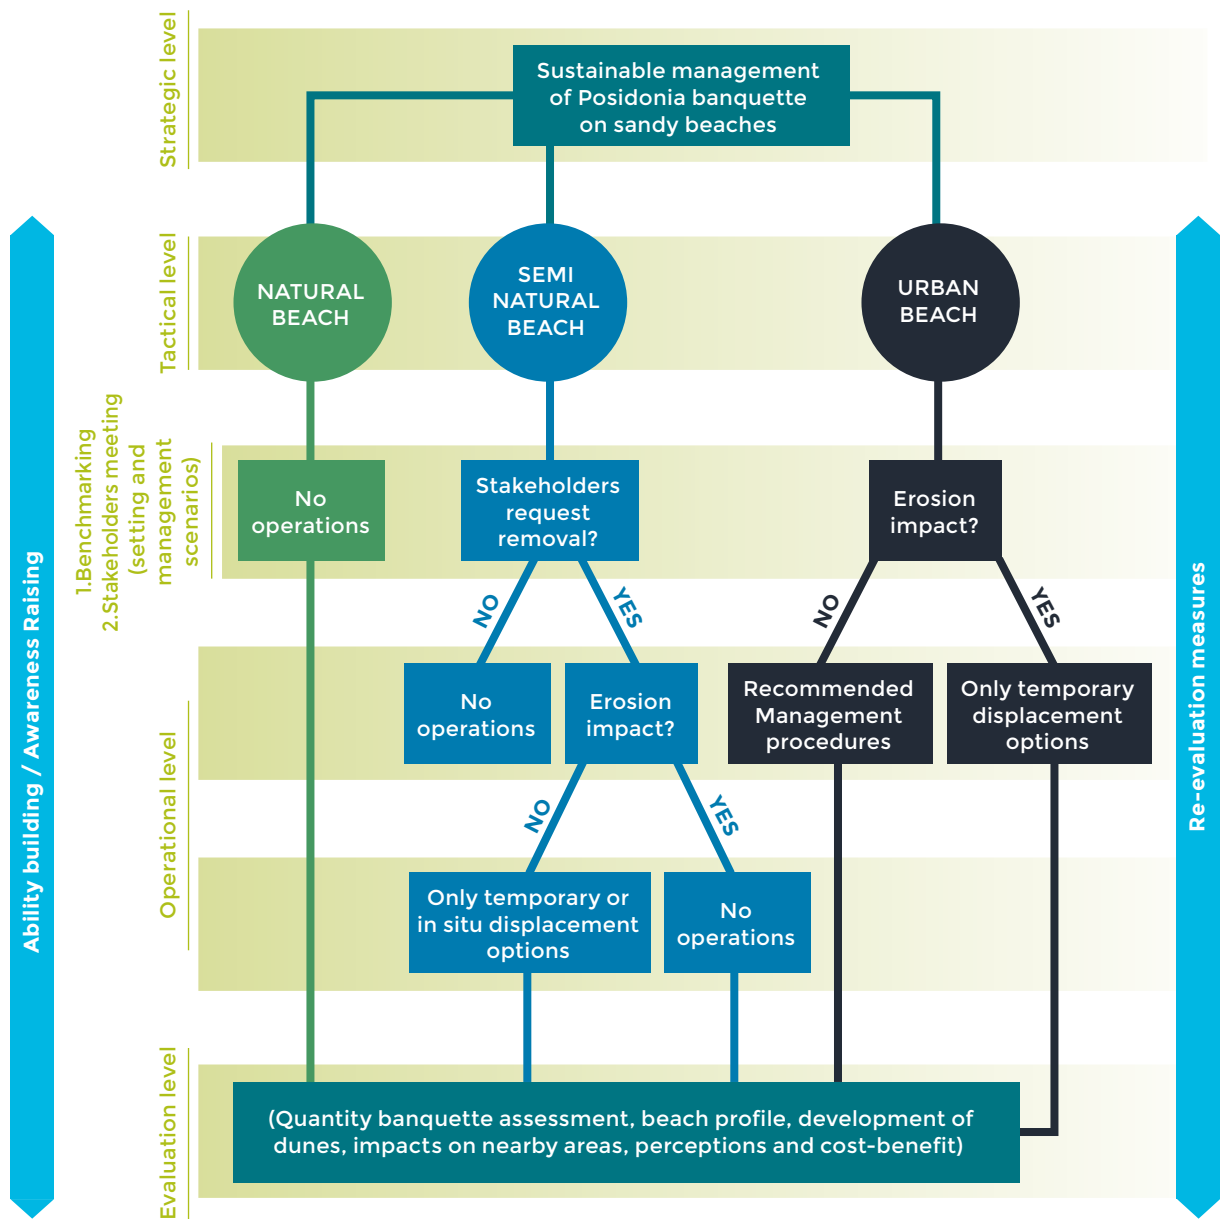 Strategic level
Sustainable management
of Posidonia banquette
on sandy beaches
Tactical level
NATURAL
BEACH
SEMI
NATURAL
BEACH
URBAN
BEACH
1.Benchmarking
2.Stakeholders meeting
(setting and
management
scenarios)
No
operations
Stakeholders
request
removal?
Erosion
impact?
NO
YES
NO
YES
Operational level
No
operations
Erosion
impact?
Recommended
Management
procedures
Only temporary
displacement
options
NO
YES
Only temporary or
in situ displacement
options
No
operations
Evaluation level
(Quantity banquette assessment, beach profile, development of
dunes, impacts on nearby areas, perceptions and cost-benefit)
Ability building / Awareness Raising
Re-evaluation measures